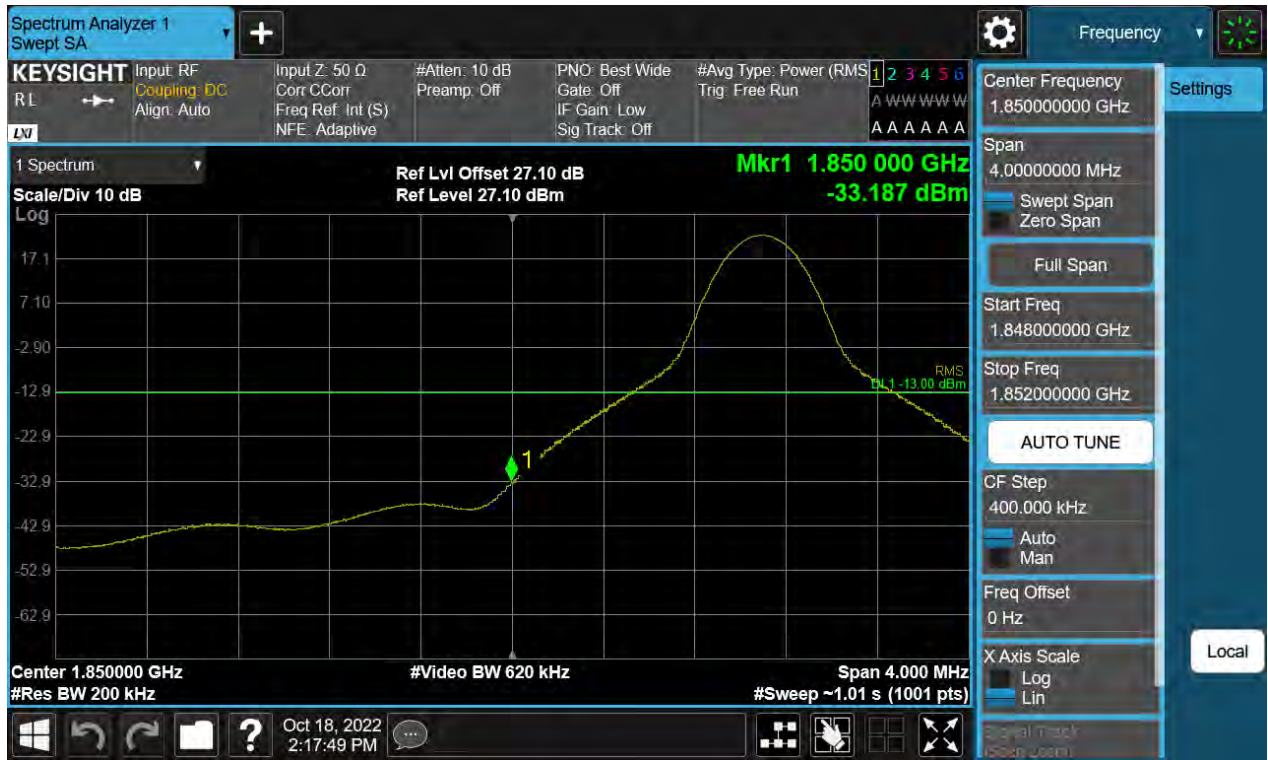 Spectrum Analyzer 1
Swept SA
+
Frequency
KEYSIGHT
RL
LXI
Input: RF
Coupling: DC
Align: Auto
Input Z: 50 Ω
Corr CCorr
Freq Ref: Int (S)
NFE: Adaptive
#Atten: 10 dB
Preamp: Off
PNO: Best Wide
Gate: Off
IF Gain: Low
Sig Track: Off
#Avg Type: Power (RMS
Trig: Free Run
1 2 3 4 5 6
A W W W W W
A A A A A A
1 Spectrum
Scale/Div 10 dB
Ref Lvl Offset 27.10 dB
Ref Level 27.10 dBm
Mkr1 1.850 000 GHz
-33.187 dBm
Log
17.1
7.10
-2.90
-12.9
-22.9
-32.9
-42.9
-52.9
-62.9
RMS
DL1 -13.00 dBm
1
Center 1.850000 GHz
#Video BW 620 kHz
Span 4.000 MHz
#Res BW 200 kHz
#Sweep ~1.01 s (1001 pts)
?
Oct 18, 2022
2:17:49 PM
Center Frequency
1.850000000 GHz
Span
4.00000000 MHz
Swept Span
Zero Span
Full Span
Start Freq
1.848000000 GHz
Stop Freq
1.852000000 GHz
AUTO TUNE
CF Step
400.000 kHz
Auto
Man
Freq Offset
0 Hz
X Axis Scale
Log
Lin
Signal Track
(Span Zoom)
Settings
Local